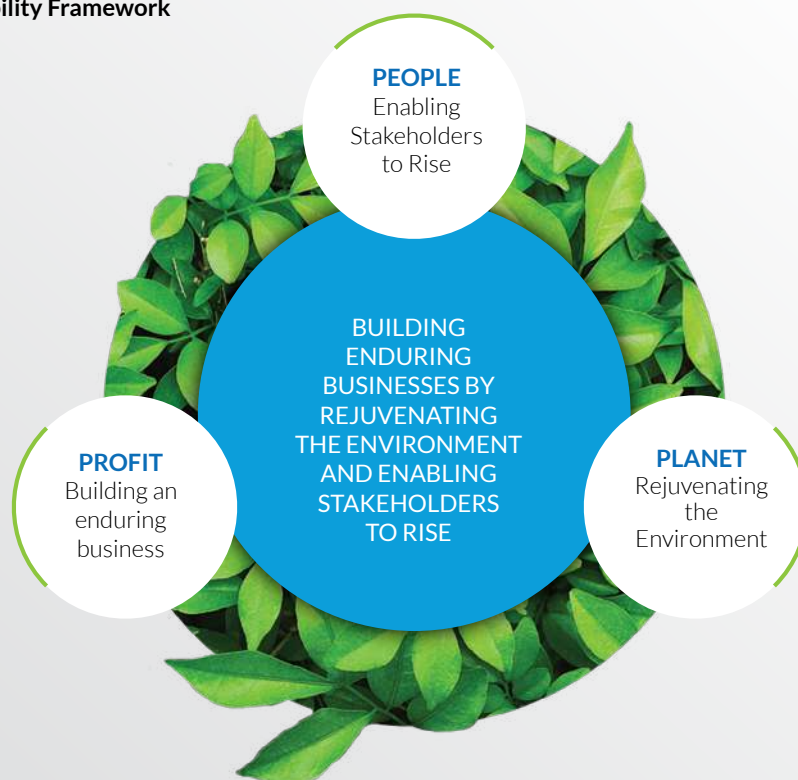 bility Framework
PEOPLE
Enabling
Stakeholders
to Rise
BUILDING
ENDURING
BUSINESSES BY
REJUVENATING
THE ENVIRONMENT
AND ENABLING
STAKEHOLDERS
TO RISE
PROFIT
Building an
enduring
business
PLANET
Rejuvenating
the
Environment